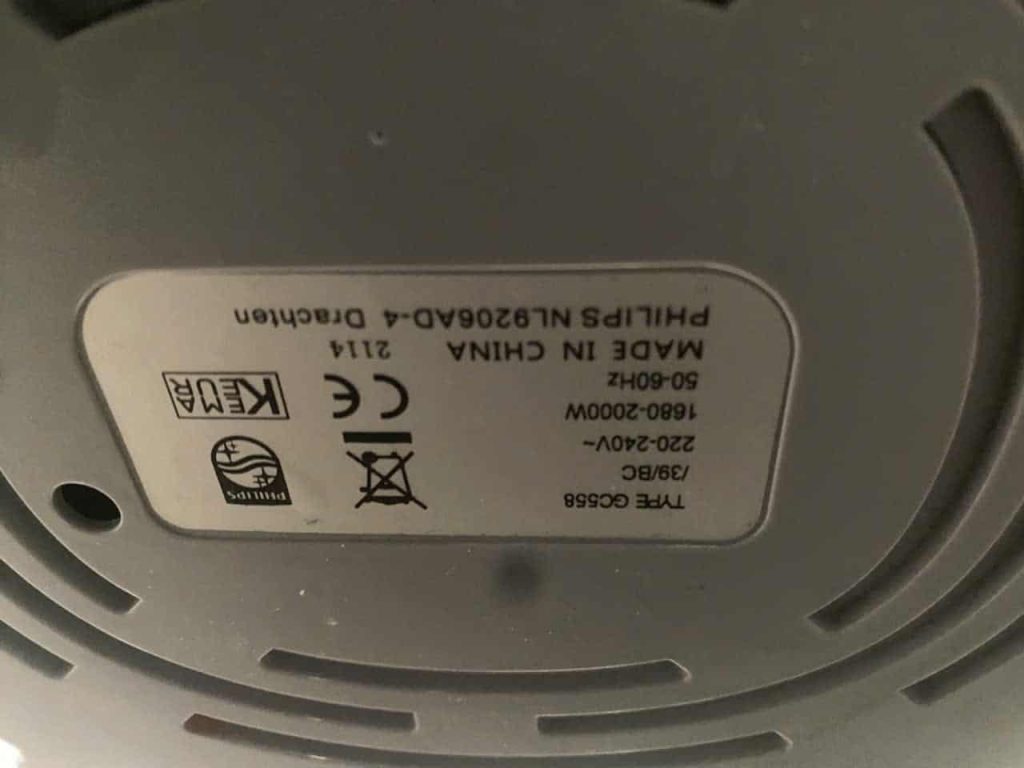 TYPE GC558
/39/BC
220-240V~
1680-2000W
50-60Hz
MADE IN CHINA 2114
PHILIPS NL9206AD-4 Drachten
PHILIPS
CE
KEMA
EUR